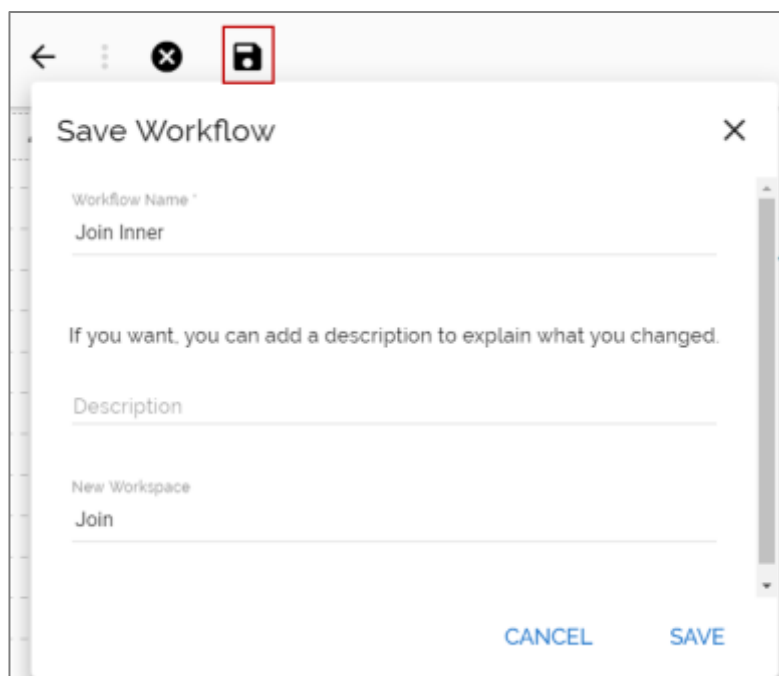 Save Workflow
Workflow Name *
Join Inner
If you want, you can add a description to explain what you changed.
Description
New Workspace
Join
CANCEL SAVE